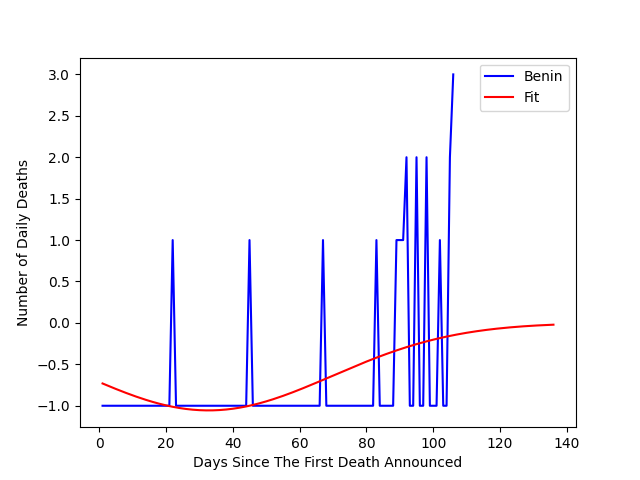 Benin
Fit
3.0
2.5
2.0
1.5
1.0
0.5
0.0
−0.5
−1.0
Number of Daily Deaths
0 20 40 60 80 100 120 140
Days Since The First Death Announced